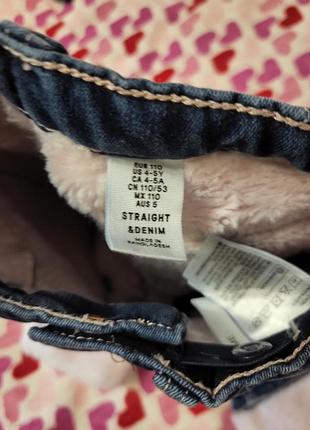 EUR 110
US 4-5Y
CA 4-5A
CN 110/53
MX 110
AUS 5
STRAIGHT
&DENIM
MADE IN
BANGLADESH